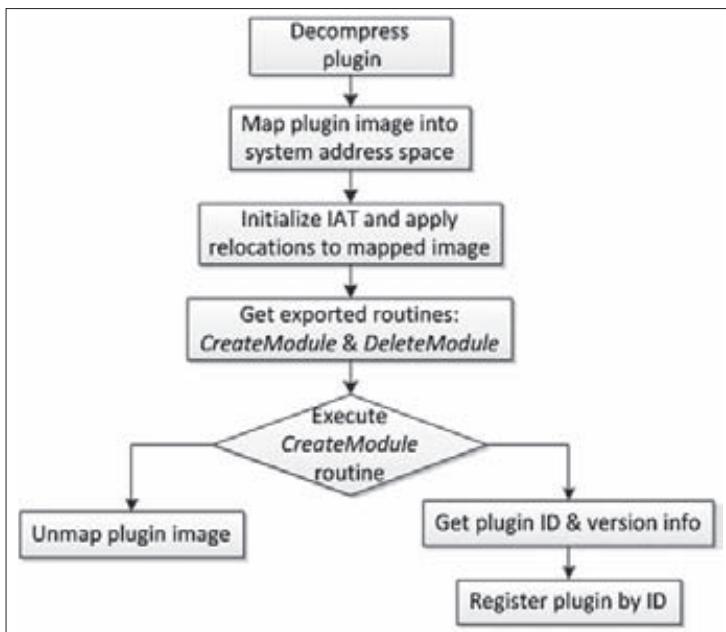 Decompress
plugin
Map plugin image into
system address space
Initialize IAT and apply
relocations to mapped image
Get exported routines:
CreateModule & DeleteModule
Execute
CreateModule
routine
Unmap plugin image
Get plugin ID & version info
Register plugin by ID